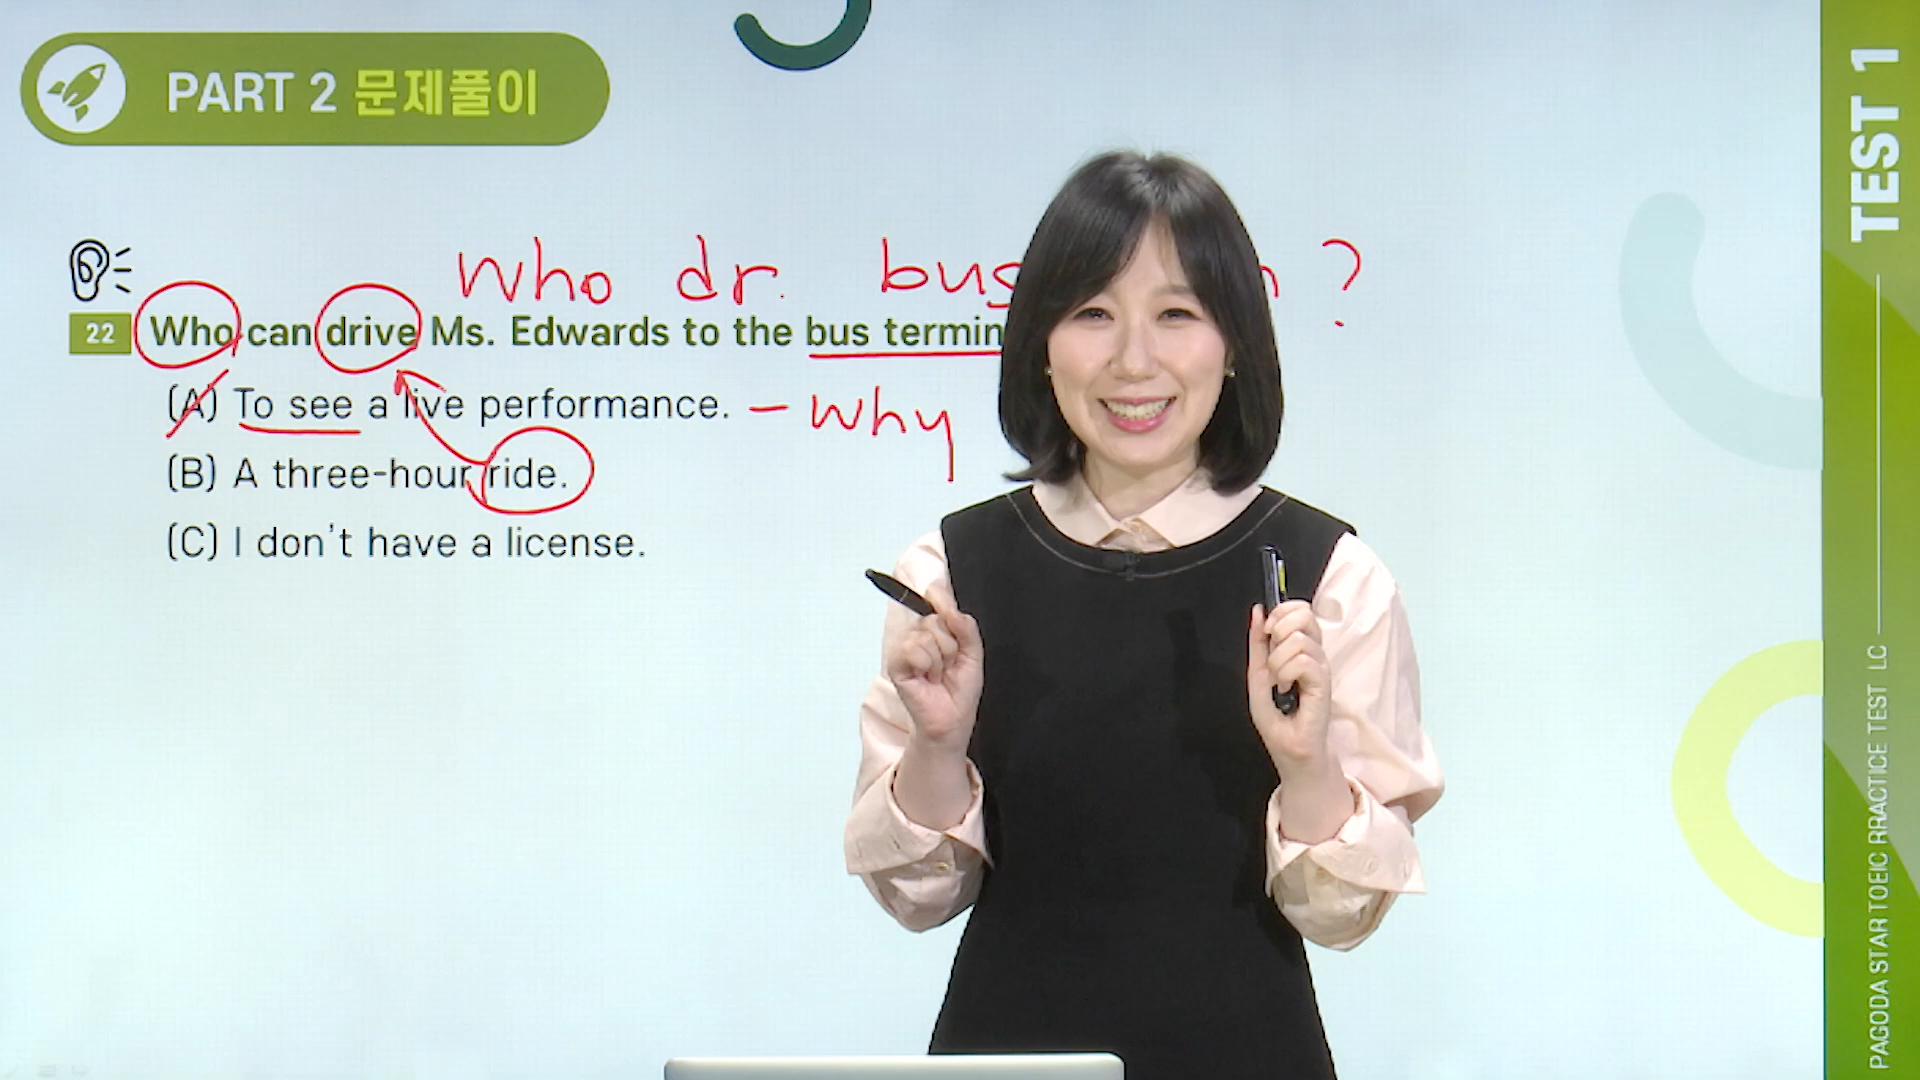 PART 2 문제풀이
Who dr. bus ?
22 Who can drive Ms. Edwards to the bus termin
(A) To see a live performance. – Why
(B) A three-hour ride.
(C) I don't have a license.
TEST 1
PAGODA STAR TOEIC RRACTICE TEST LC